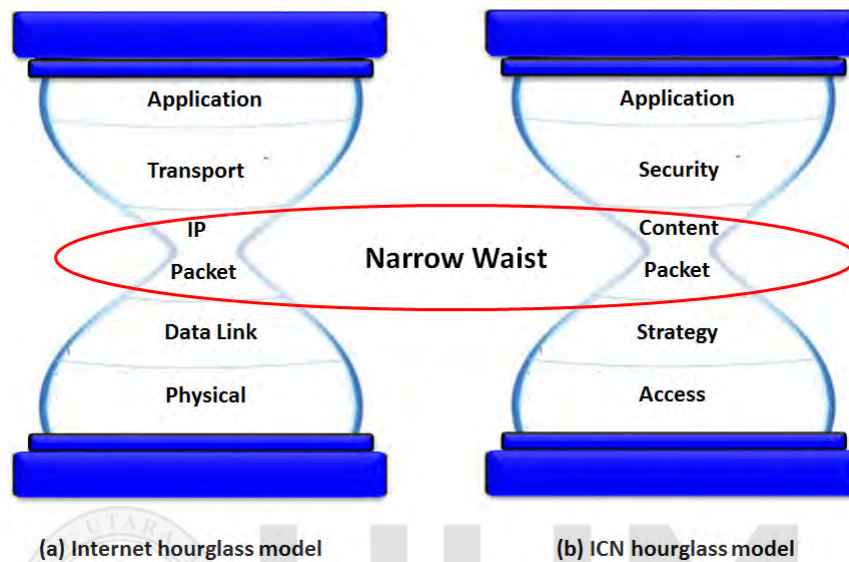 Application
Transport
IP
Packet
Data Link
Physical
Narrow Waist
Application
Security
Content
Packet
Strategy
Access
UTARA
(a) Internet hourglass model
(b) ICN hourglass model